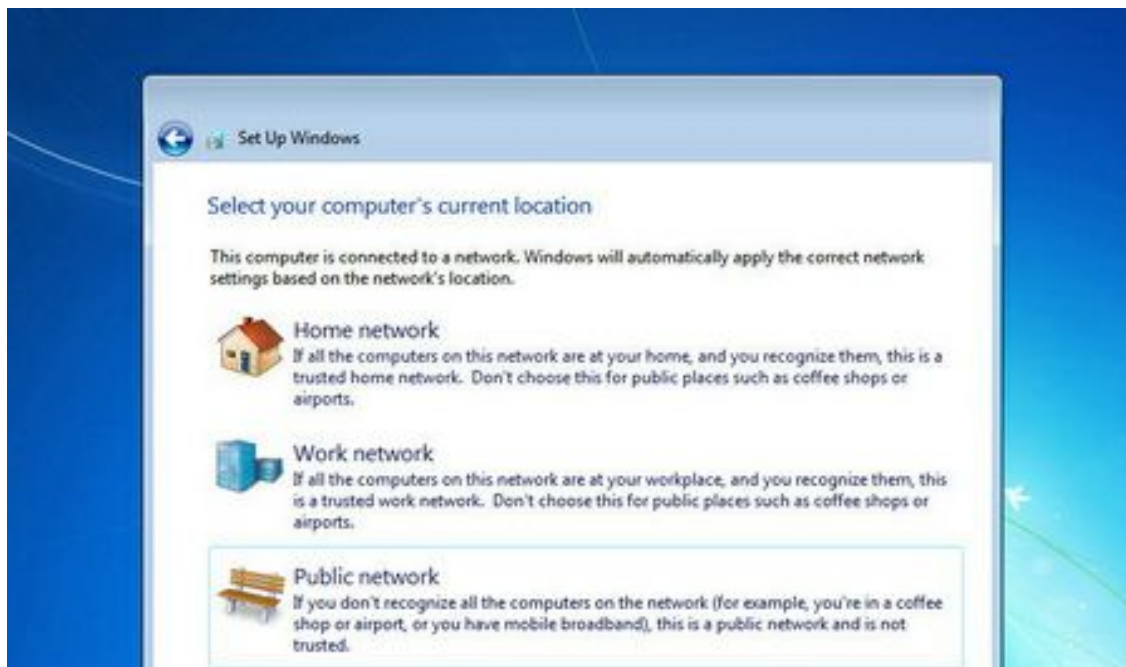 Set Up Windows
Select your computer's current location
This computer is connected to a network. Windows will automatically apply the correct network
settings based on the network's location.
Home network
If all the computers on this network are at your home, and you recognize them, this is a
trusted home network. Don't choose this for public places such as coffee shops or
airports.
Work network
If all the computers on this network are at your workplace, and you recognize them, this
is a trusted work network. Don't choose this for public places such as coffee shops or
airports.
Public network
If you don't recognize all the computers on the network (for example, you're in a coffee
shop or airport, or you have mobile broadband), this is a public network and is not
trusted.